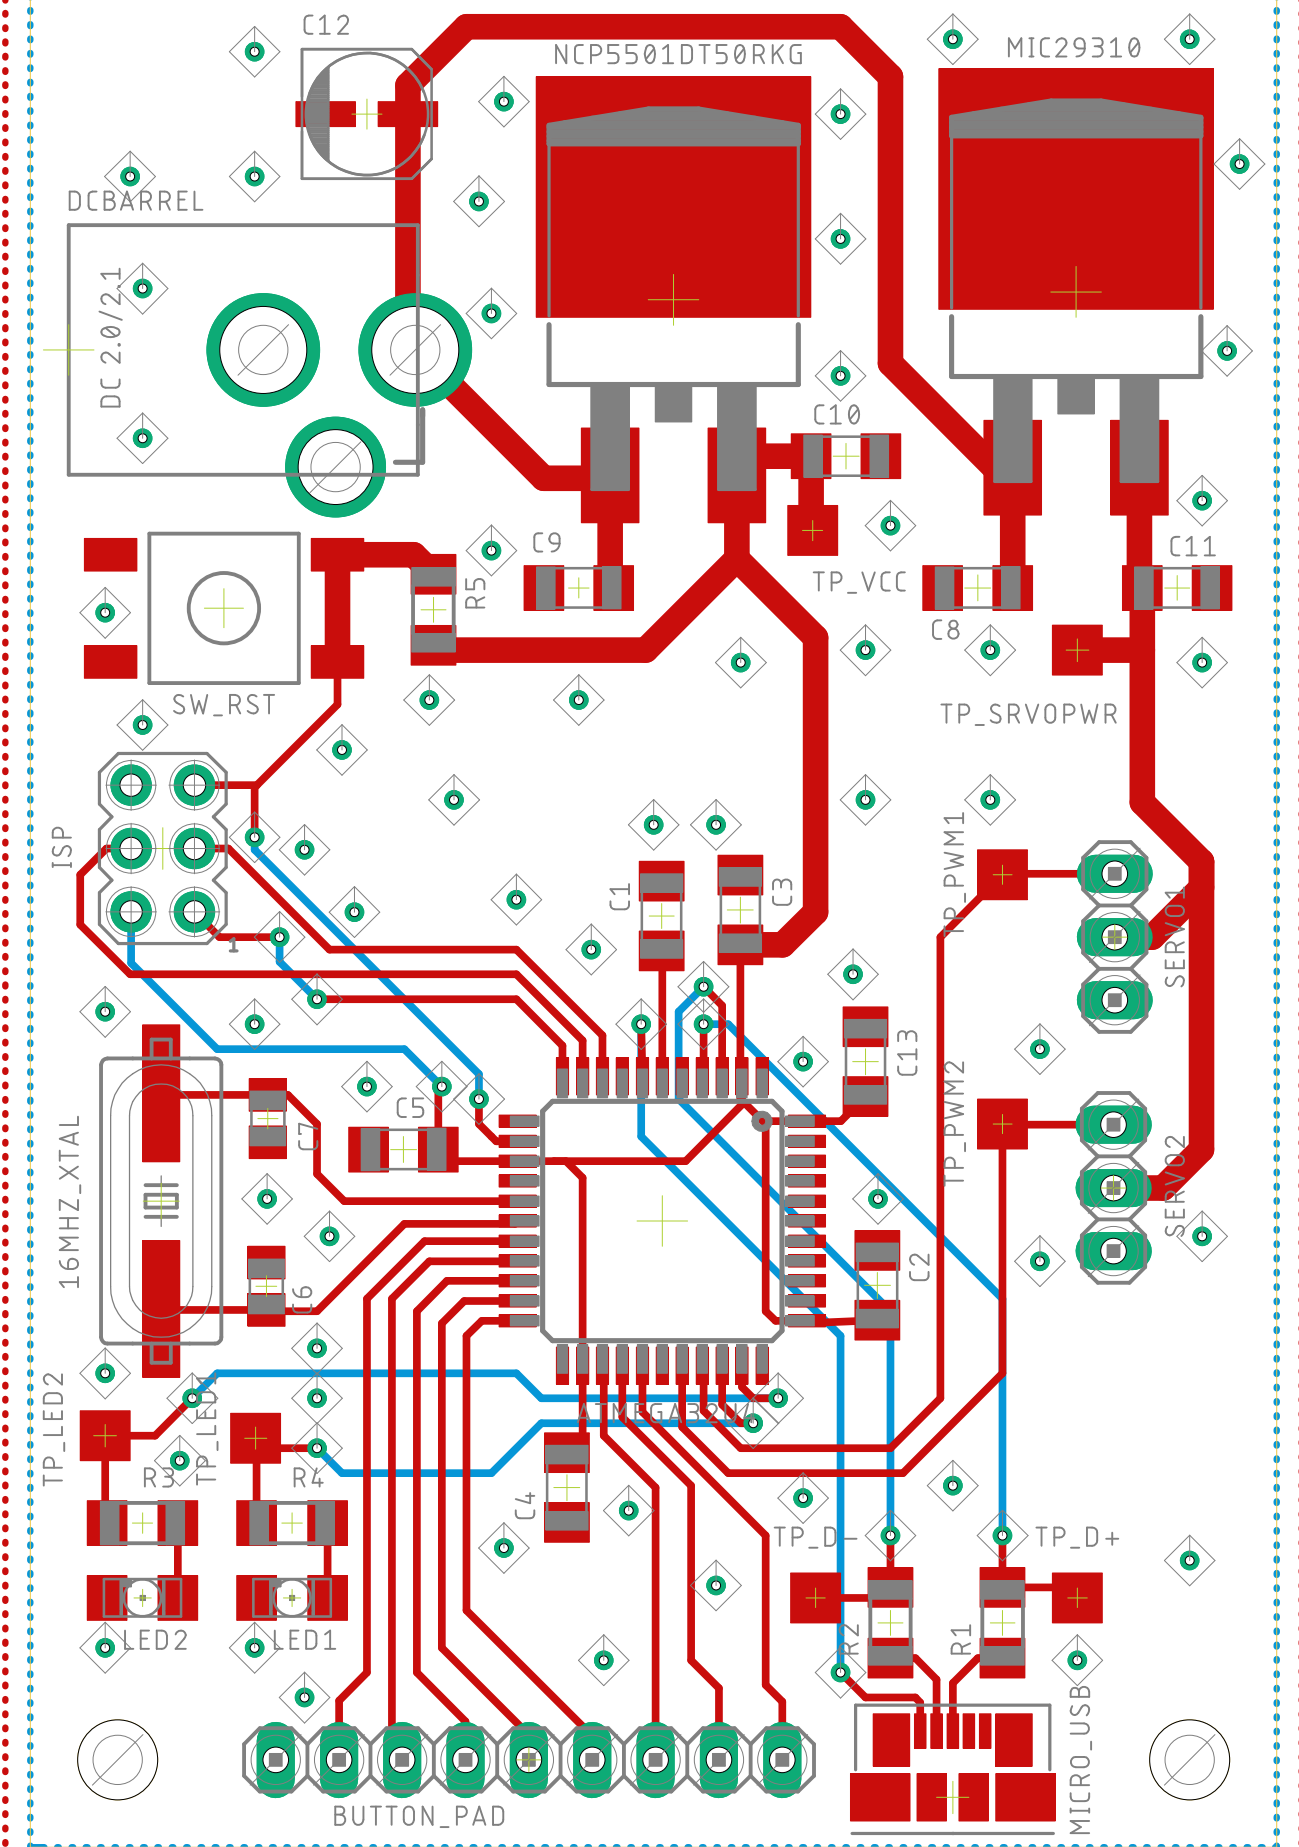 C12
NCP5501DT50RKG
MIC29310
DCBARREL
DC 2.0/2.1
C10
C9
R5
TP_VCC
C11
C8
SW_RST
TP_SRVOPWR
ISP
1
C1
C3
TP_PWM1
SERVO1
C13
C5
C7
TP_PWM2
SERVO2
16MHZ_XTAL
C6
C2
TP_LED2
TP_LED1
ATMEGA32U4
R3
R4
C4
TP_D-
TP_D+
LED2
LED1
R2
R1
MICRO_USB
BUTTON_PAD